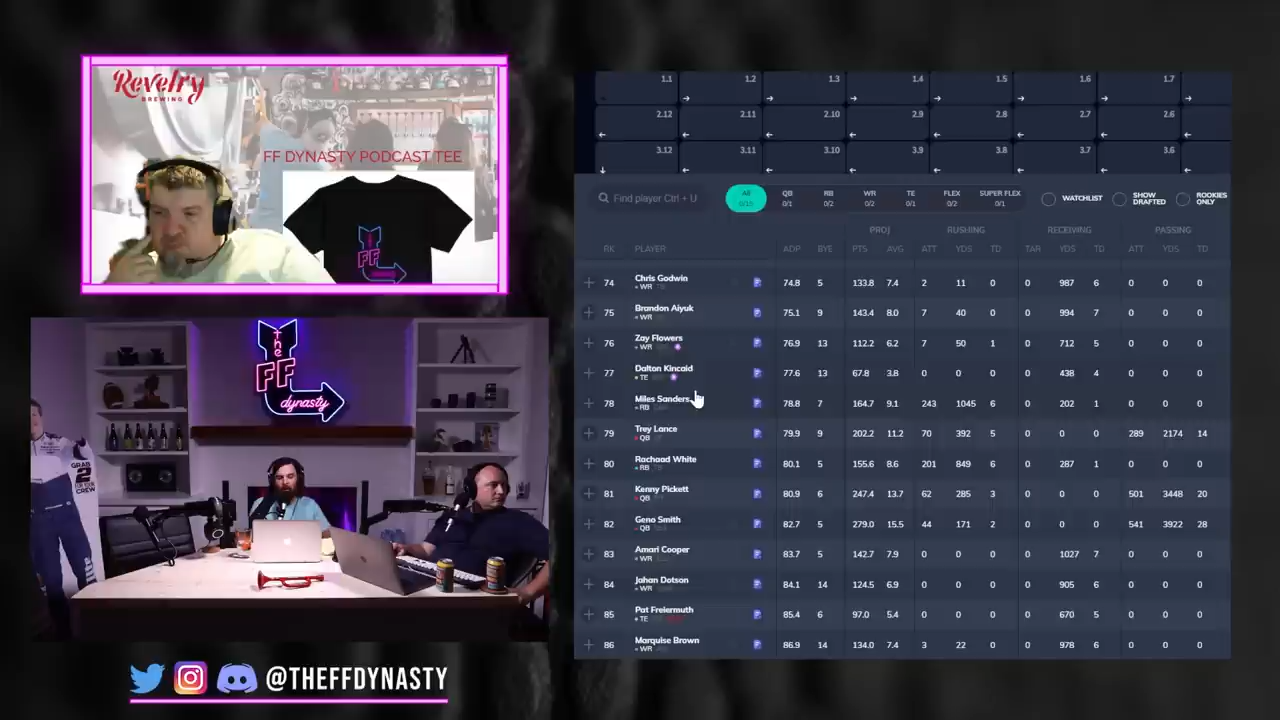 Revelry
BREWING
FF DYNASTY PODCAST TEE
FF
the
FF
dynasty
GRAB
2
CREW
@THEFFDYNASTY
1.1 1.2 1.3 1.4 1.5 1.6 1.7
2.12 2.11 2.10 2.9 2.8 2.7 2.6
3.12 3.11 3.10 3.9 3.8 3.7 3.6
Find player Ctrl + U
All QB RB WR TE FLEX SUPER FLEX WATCHLIST SHOW DRAFTED ROOKIES ONLY
0/10 0/1 0/2 0/2 0/1 0/2 0/1
PROJ RUSHING RECEIVING PASSING
RK PLAYER ADP BYE PTS AVG ATT YDS TD TAR YDS TD ATT YDS TD
74 Chris Godwin 74.8 5 133.8 7.4 2 11 0 0 987 6 0 0 0
WR
75 Brandon Aiyuk 75.1 9 143.4 8.0 7 40 0 0 994 7 0 0 0
WR
76 Zay Flowers 76.9 13 112.2 6.2 7 50 1 0 712 5 0 0 0
WR
77 Dalton Kincaid 77.6 13 67.8 3.8 0 0 0 0 438 4 0 0 0
TE
78 Miles Sanders 78.8 7 164.7 9.1 243 1045 6 0 202 1 0 0 0
RB
79 Trey Lance 79.9 9 202.2 11.2 70 392 5 0 0 0 289 2174 14
QB
80 Rachaad White 80.1 5 155.6 8.6 201 849 6 0 287 1 0 0 0
RB
81 Kenny Pickett 80.9 6 247.4 13.7 62 285 3 0 0 0 501 3448 20
QB
82 Geno Smith 82.7 5 279.0 15.5 44 171 2 0 0 0 541 3922 28
QB
83 Amari Cooper 83.7 5 142.7 7.9 0 0 0 0 1027 7 0 0 0
WR
84 Jahan Dotson 84.1 14 124.5 6.9 0 0 0 0 905 6 0 0 0
WR
85 Pat Freiermuth 85.4 6 97.0 5.4 0 0 0 0 670 5 0 0 0
TE
86 Marquise Brown 86.9 14 134.0 7.4 3 22 0 0 978 6 0 0 0
WR